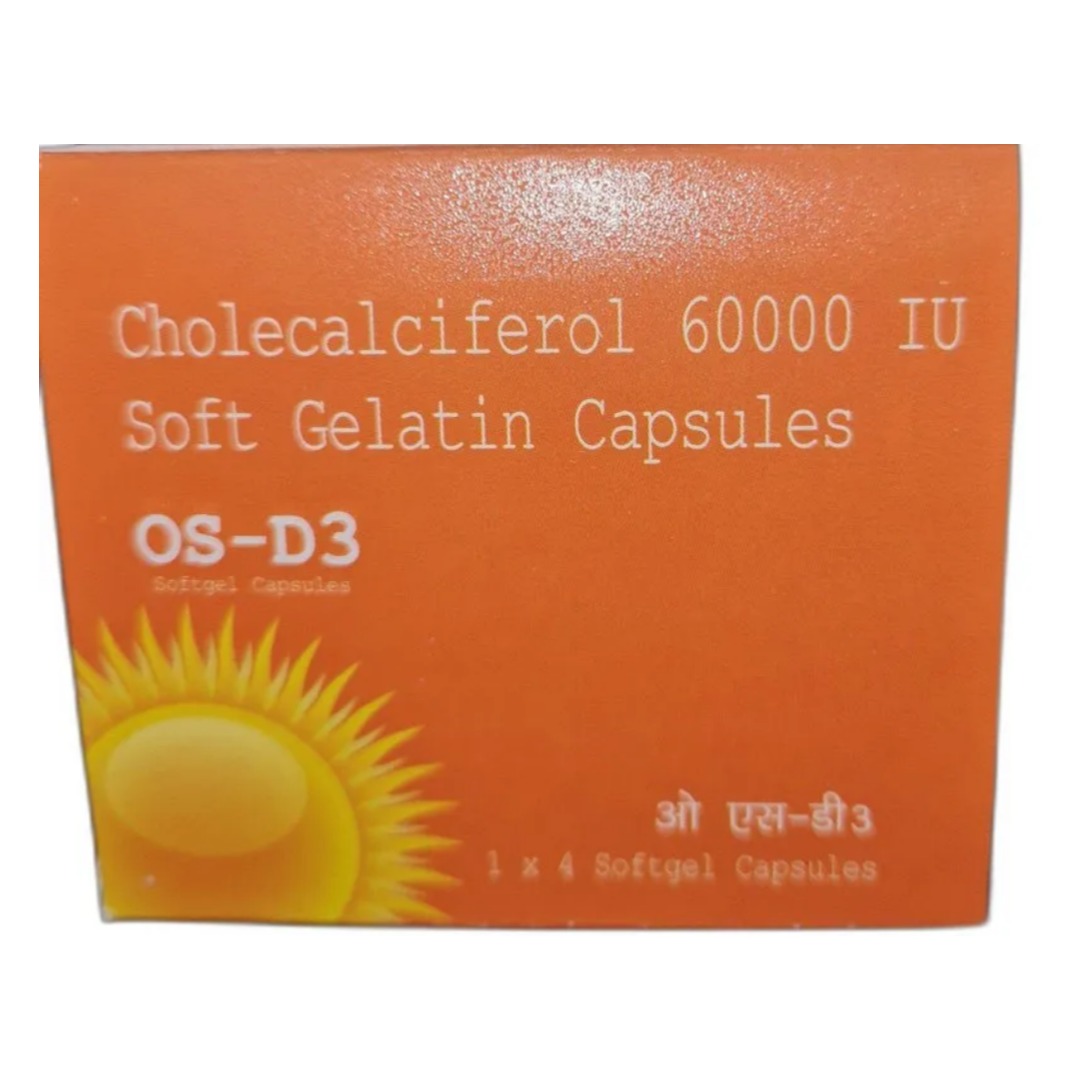 Cholecalciferol 60000 IU
Soft Gelatin Capsules
OS-D3
Softgel Capsules
ओ एस-डी3
1 x 4 Softgel Capsules